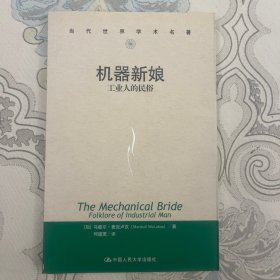 当代世界学术名著
机器新娘
工业人的民俗
The Mechanical Bride
Folklore of Industrial Man
[加] 马歇尔·麦克卢汉 (Marshall McLuhan) 著
何道宽 译
中国人民大学出版社